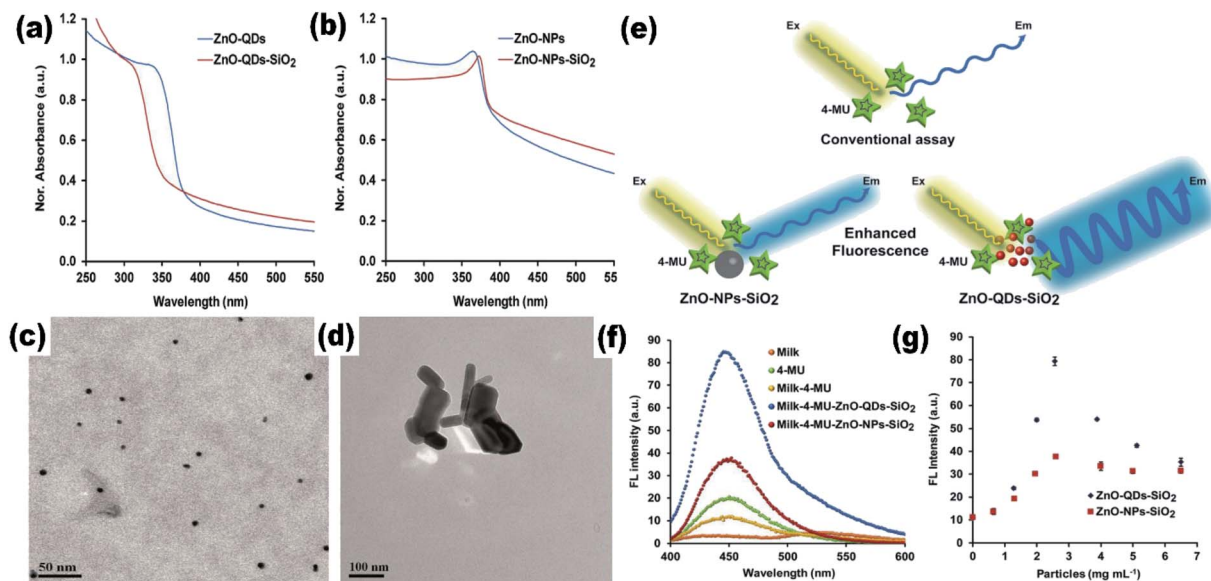 (a)
1.2
1.0
0.8
0.6
0.4
0.2
0.0
Nor. Absorbance (a.u.)
ZnO-QDs
ZnO-QDs-SiO₂
250 300 350 400 450 500 550
Wavelength (nm)
(b)
1.2
1.0
0.8
0.6
0.4
0.2
0.0
Nor. Absorbance (a.u.)
ZnO-NPs
ZnO-NPs-SiO₂
250 300 350 400 450 500 55
Wavelength (nm)
(c)
50 nm
(d)
100 nm
(e)
Ex
Em
4-MU
Conventional assay
Ex
Em
4-MU
ZnO-NPs-SiO₂
Enhanced
Fluorescence
Ex
Em
4-MU
ZnO-QDs-SiO₂
(f)
90
80
70
60
50
40
30
20
10
0
FL intensity (a.u.)
Milk
4-MU
Milk-4-MU
Milk-4-MU-ZnO-QDs-SiO₂
Milk-4-MU-ZnO-NPs-SiO₂
400 450 500 550 600
Wavelength (nm)
(g)
90
80
70
60
50
40
30
20
10
0
FL Intensity (a.u.)
ZnO-QDs-SiO₂
ZnO-NPs-SiO₂
0 1 2 3 4 5 6 7
Particles (mg mL⁻¹)